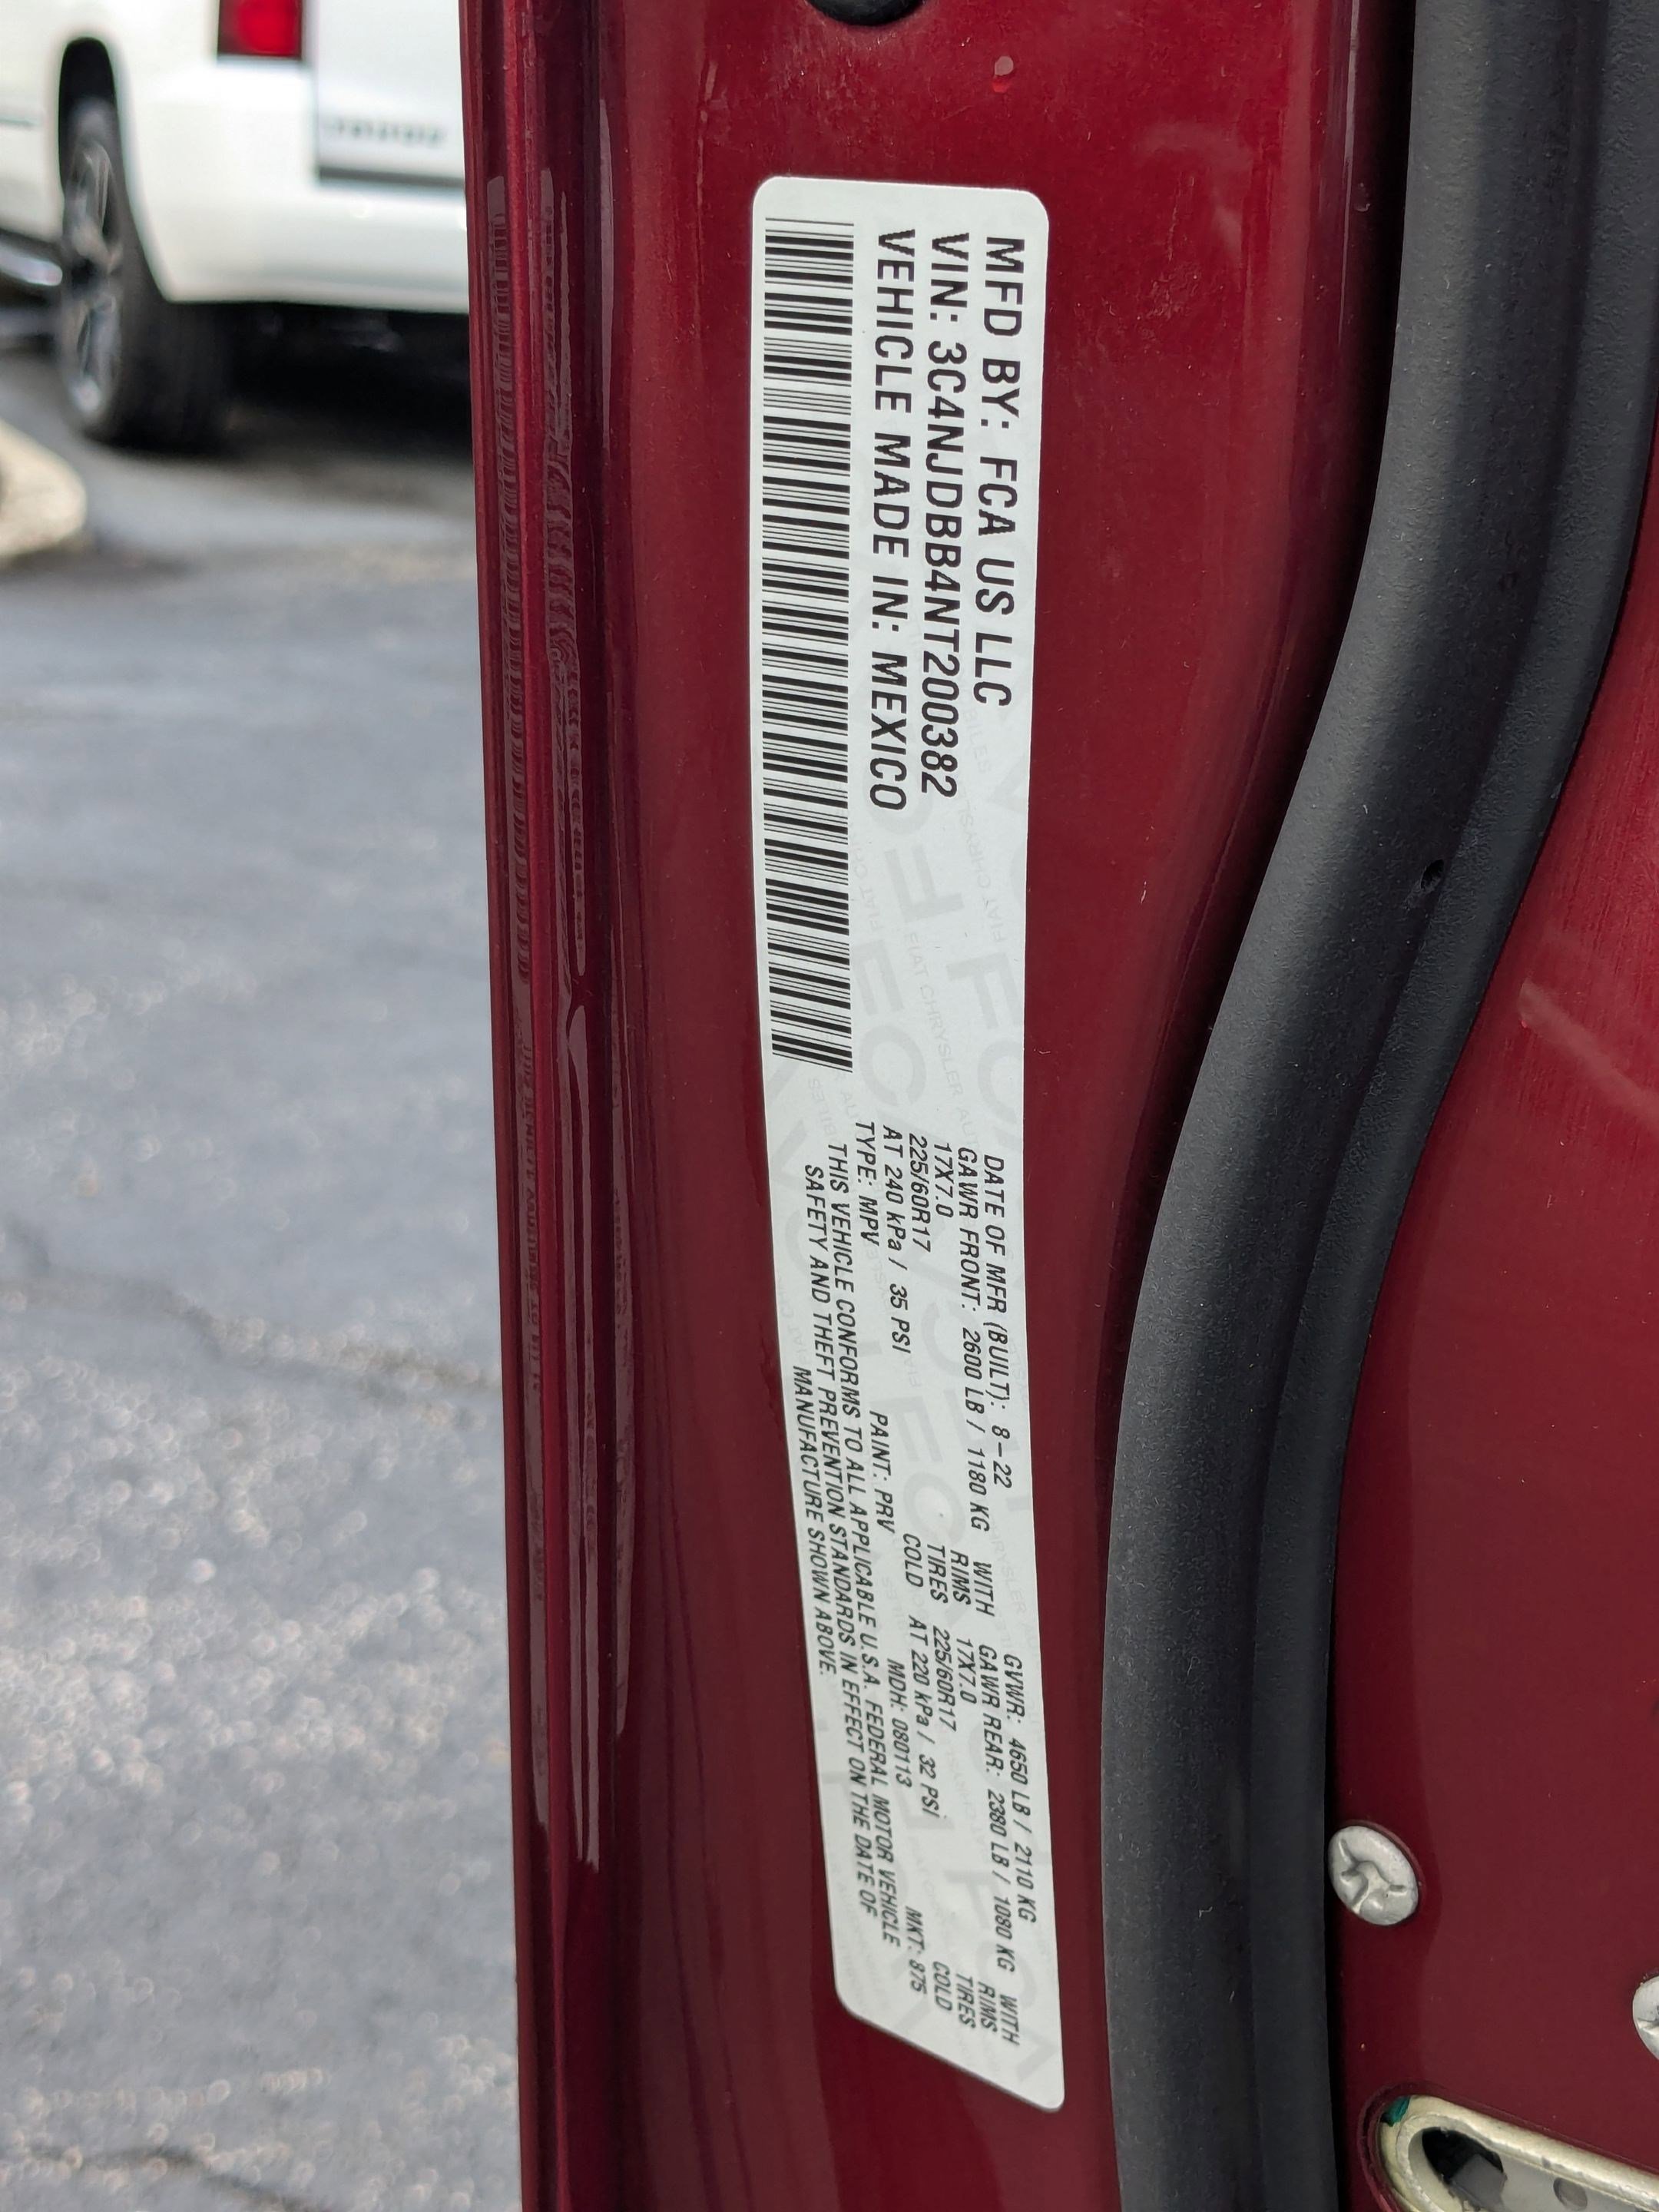 MFD BY: FCA US LLC
VIN: 3C4NJDBB4NT200382
VEHICLE MADE IN: MEXICO
DATE OF MFR (BUILT): 8-22 GVWR: 4650 LB / 2110 KG
GAWR FRONT: 2600 LB / 1180 KG WITH GAWR REAR: 2380 LB / 1080 KG WITH
17X7.0 RIMS 17X7.0 RIMS
225/60R17 TIRES 225/60R17 TIRES
AT 240 kPa / 35 PSI COLD AT 220 kPa / 32 PSI COLD
TYPE: MPV PAINT: PRV MDH: 080113 MKT: 875
THIS VEHICLE CONFORMS TO ALL APPLICABLE U.S.A. FEDERAL MOTOR VEHICLE
SAFETY AND THEFT PREVENTION STANDARDS IN EFFECT ON THE DATE OF
MANUFACTURE SHOWN ABOVE.